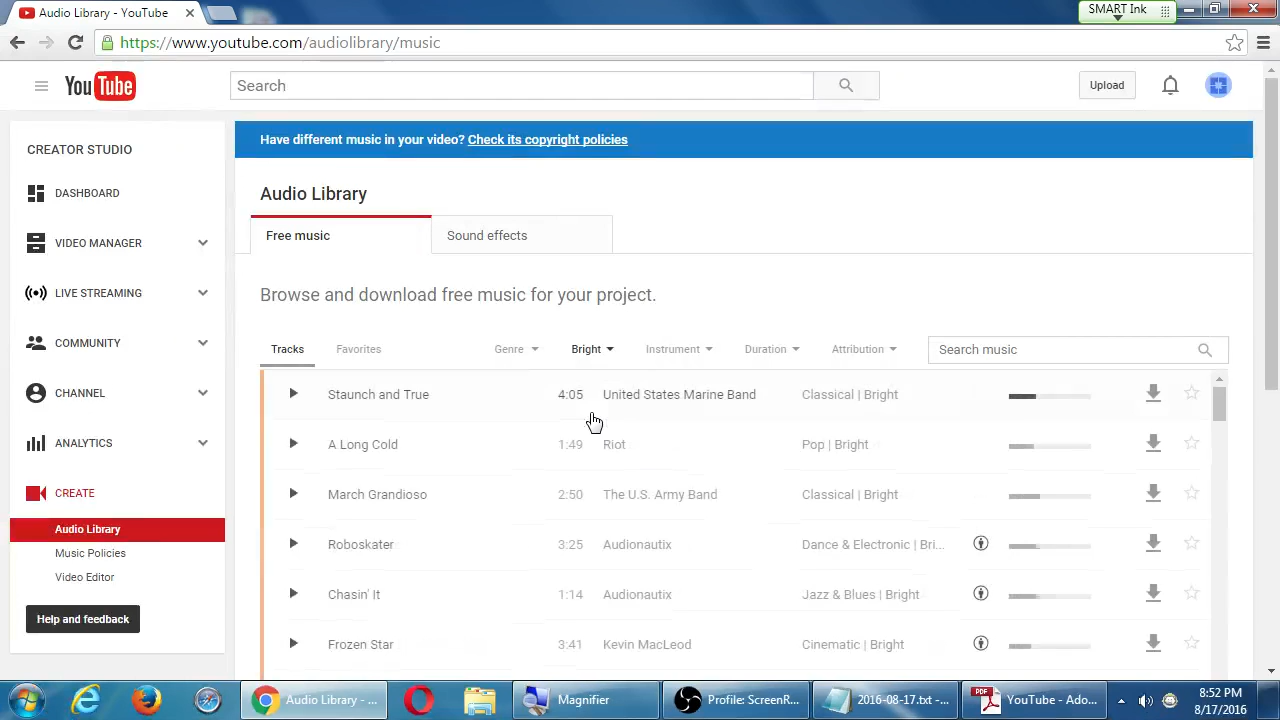 Audio Library - YouTube
SMART Ink
https://www.youtube.com/audiolibrary/music
YouTube
Search
Upload
CREATOR STUDIO
DASHBOARD
VIDEO MANAGER
LIVE STREAMING
COMMUNITY
CHANNEL
ANALYTICS
CREATE
Audio Library
Music Policies
Video Editor
Help and feedback
Have different music in your video? Check its copyright policies
Audio Library
Free music Sound effects
Browse and download free music for your project.
Tracks Favorites Genre Bright Instrument Duration Attribution Search music
Staunch and True 4:05 United States Marine Band Classical | Bright
A Long Cold 1:49 Riot Pop | Bright
March Grandioso 2:50 The U.S. Army Band Classical | Bright
Roboskater 3:25 Audionautix Dance & Electronic | Bri...
Chasin' It 1:14 Audionautix Jazz & Blues | Bright
Frozen Star 3:41 Kevin MacLeod Cinematic | Bright
Audio Library - ... Magnifier Profile: ScreenR... 2016-08-17.txt -... PDF YouTube - Ado... 8:52 PM
8/17/2016